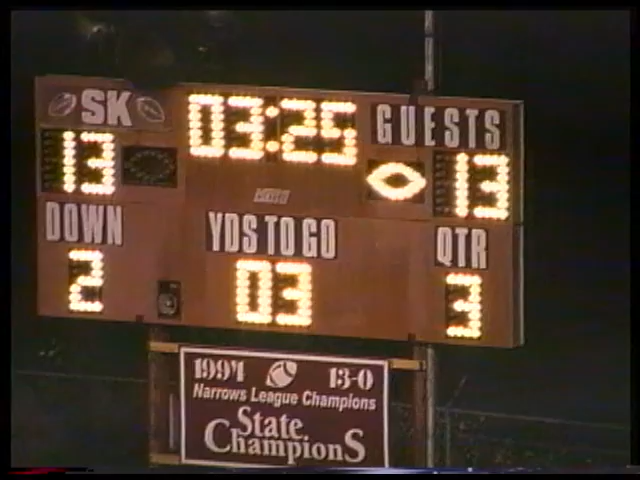 SK 03:25 GUESTS
13 13
DOWN YDS TO GO QTR
2 03 3
1994 13-0
Narrows League Champions
State
ChampionS